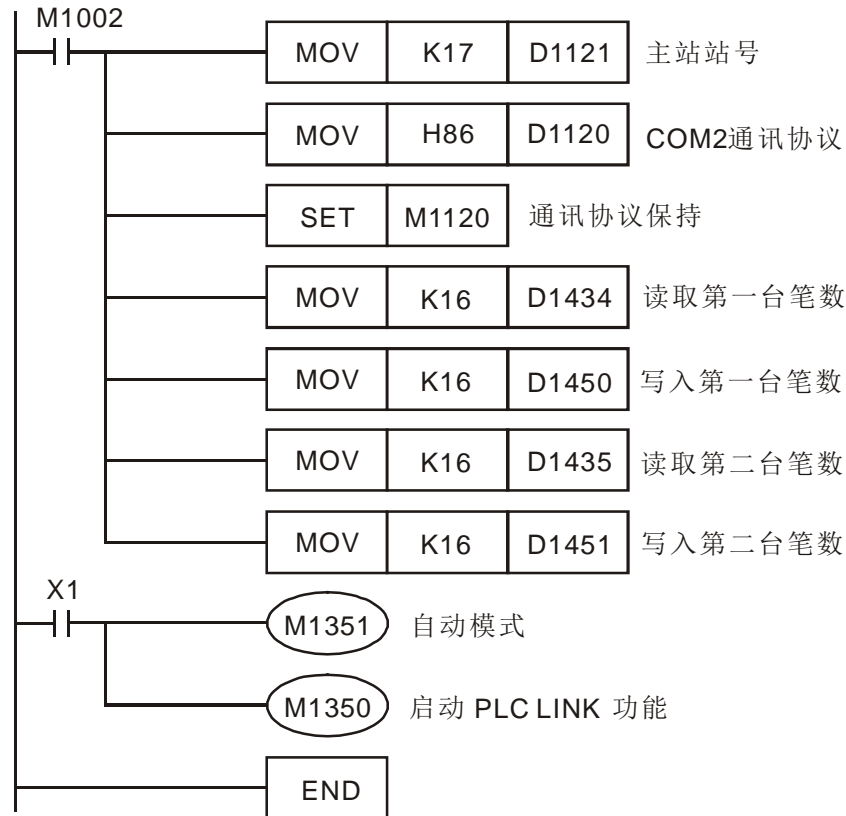 M1002
MOV K17 D1121 主站站号
MOV H86 D1120 COM2通讯协议
SET M1120 通讯协议保持
MOV K16 D1434 读取第一台笔数
MOV K16 D1450 写入第一台笔数
MOV K16 D1435 读取第二台笔数
MOV K16 D1451 写入第二台笔数
X1
M1351 自动模式
M1350 启动 PLC LINK 功能
END